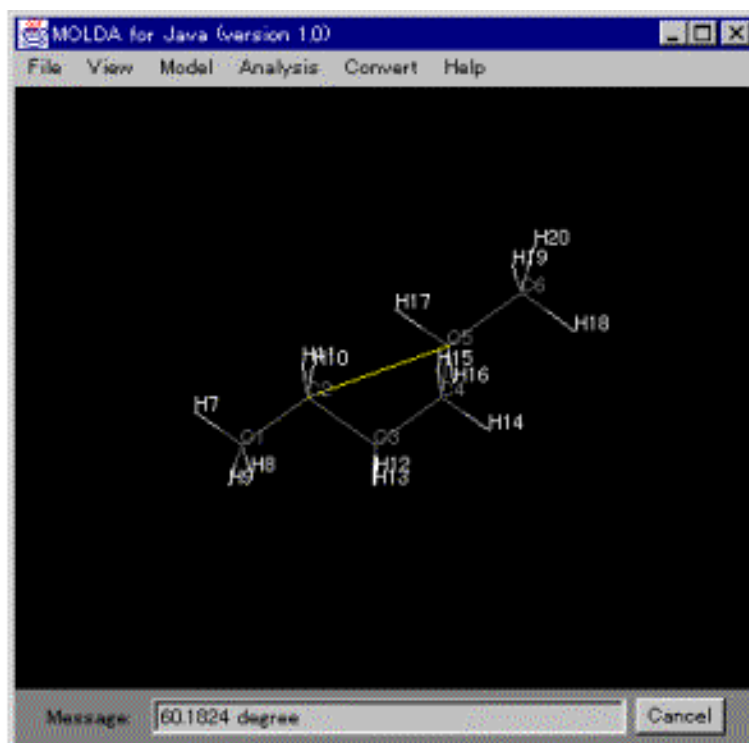 MOLDA for Java (version 1.0)
File View Model Analysis Convert Help
H20
H19
C6
H17
H18
C5
H10
H15
H16
C2
C4
H7
H14
C1
C3
H8
H12
H9
H13
Message: 60.1824 degree Cancel